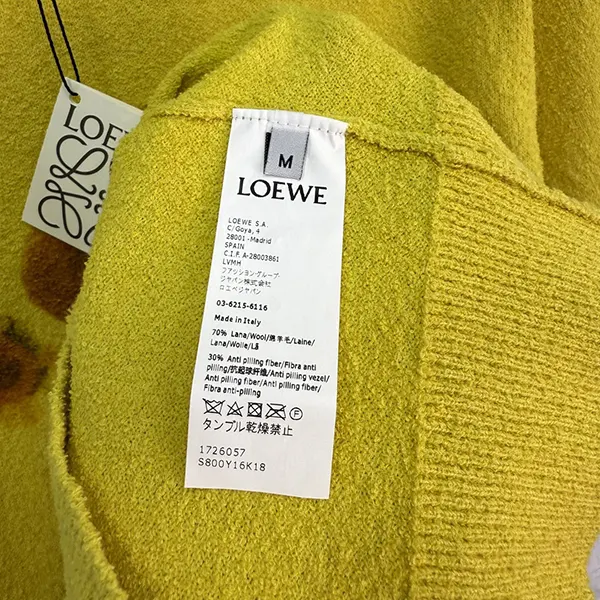 LOEWE
M
LOEWE
LOEWE S.A.
C/Goya, 4
28001-Madrid
SPAIN
C.I.F. A-28003861
LVMH
ファッション・グループ・
ジャパン株式会社
ロエベジャパン
03-6215-6116
Made in Italy
70% Lana/Wool/绵羊毛/Laine/
Lana/Wolle/Lã
30% Anti pilling fiber/Fibra anti
pilling/抗起球纤维/Anti pilling vezel/
Anti pilling fiber/Anti pilling fiber/
Fibra anti-pilling
F
タンブル乾燥禁止
1726057
S800Y16K18